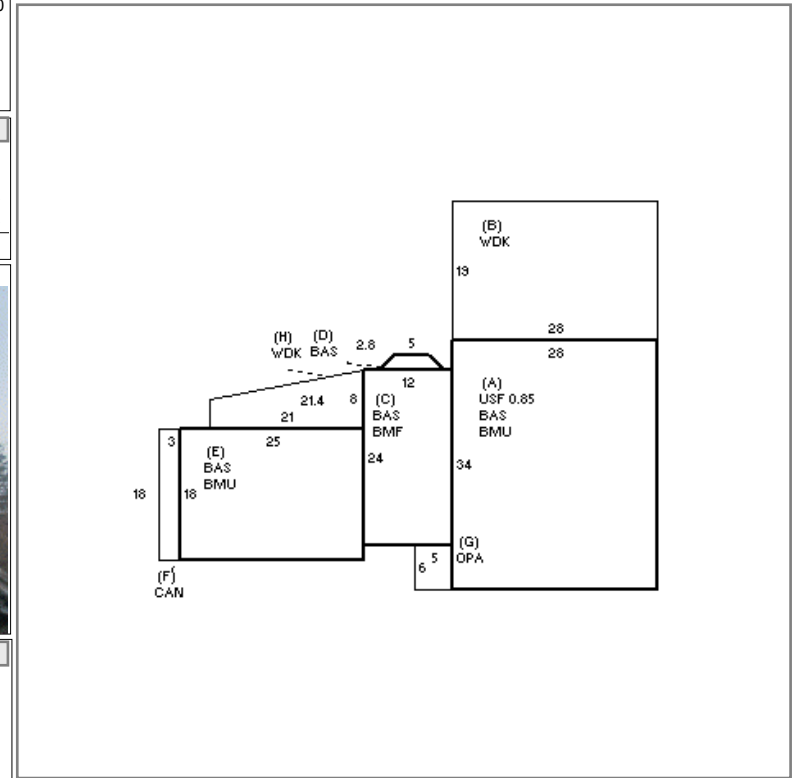 (B)
WDK
19
28
28
(H)
WDK
(D)
BAS
2.8
5
12
(A)
USF 0.85
BAS
BMU
21.4
8
(C)
BAS
BMF
21
3
25
(E)
BAS
BMU
24
34
18
18
(G)
OPA
5
6
(F)
CAN